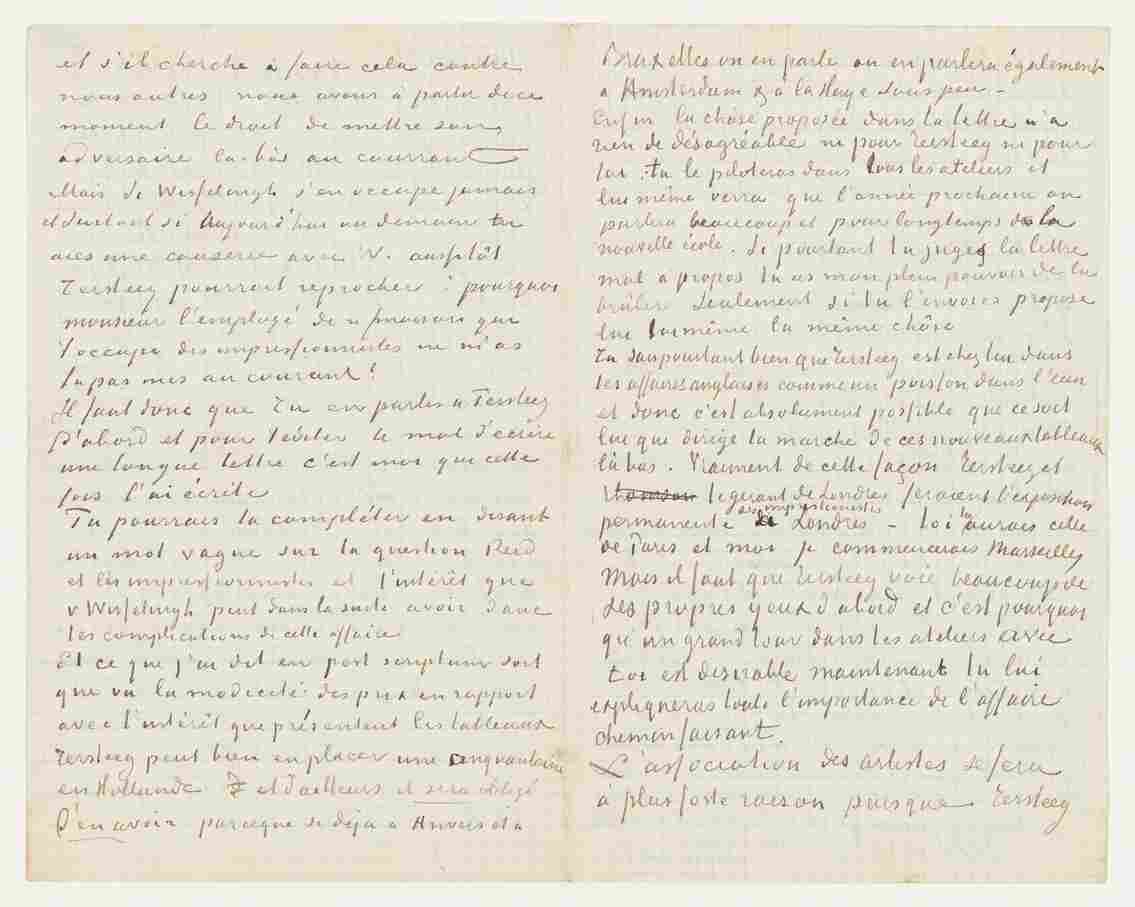 et s'il cherche à faire cela contre
nous autres nous avons à partir de ce
moment le droit de mettre son
adversaire là-bas au courrant
Mais si Wisselingh s'en occupe jamais
et surtout si aujourd'hui ou demain tu
aies une causerie avec W. aussitôt
Tersteeg pourrait reprocher : pourquoi
monsieur l'employé de n/maison qui
s'occupe des impressionnistes ne m'as
tu pas mis au courant!
Il faut donc que tu en parles à Tersteeg
D'abord et pour t'éviter le mal d'écrire
une longue lettre c'est moi qui cette
fois l'ai écrite
Tu pourrais la compléter en disant
un mot vague sur la question Reid
et les impressionnistes et l'intérêt que
v Wisselingh peut dans la suite avoir dans
les complications de cette affaire
Et ce que j'ai dit en post scriptum soit
que vu la modicité des prix en rapport
avec l'intérêt que présentent les tableaux
Tersteeg peut bien en placer une cinquantaine
en Hollande et d'ailleurs il sera obligé
D'en avoir parceque si déjà à Anvers et à
Bruxelles on en parle on en parlera également
à Amsterdam & à la Haye sous peu –
Enfin la chôse proposée dans la lettre n'a
rien de désagréable ni pour Tersteeg ni pour
toi : tu le piloteras dans tous les ateliers et
lui même verra que l'année prochaine on
parlera beaucoup et pour longtemps de la
nouvelle école. Si pourtant tu juges la lettre
mal à propos tu as mon plein pouvoir de la
brûler seulement si tu l'envoies propose
lui toi même la même chôse
Tu sais pourtant bien que Tersteeg est chez lui dans
les affaires anglaises comme un poisson dans l'eau
et donc c'est absolument possible que ce soit
lui qui dirige la marche de ces nouveaux tableaux
là bas. Vraiment de cette façon Tersteeg et
le gérant de Londres feraient l'exposition
permanente des impressionistes de Londres – toi tu aurais celle
de Paris et moi je commencerais Marseilles
Mais il faut que Tersteeg voie beaucoup de
ses propres yeux d'abord et c'est pourquoi
qu'un grand tour dans les ateliers avec
toi est désirable maintenant tu lui
expliqueras toute l'importance de l'affaire
chemin faisant.
L'association des artistes se fera
à plus forte raison puisque Tersteeg